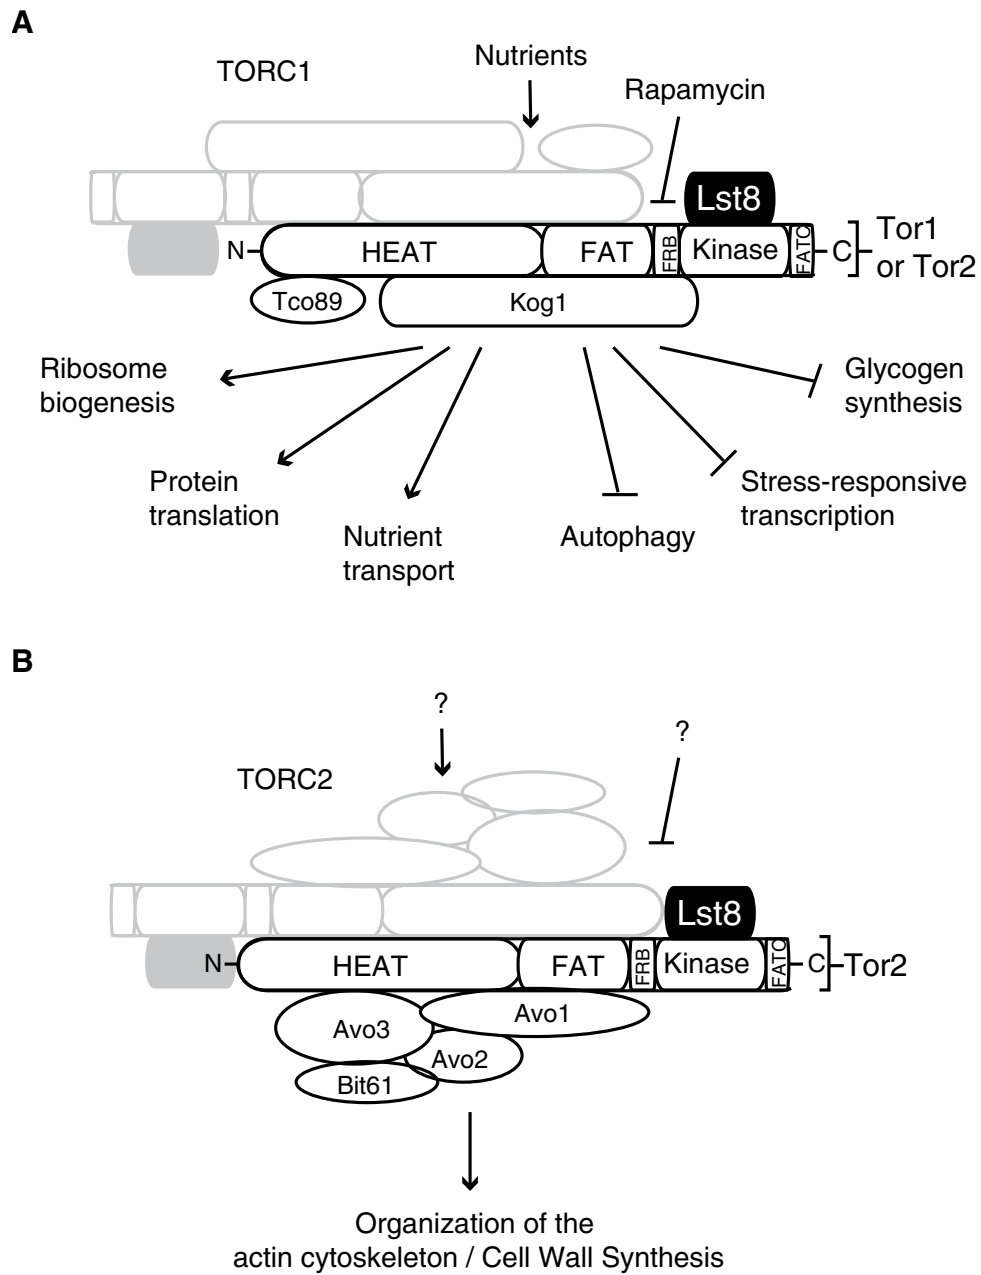 A
TORC1
Nutrients
Rapamycin
Lst8
N
HEAT
FAT
FRB
Kinase
FATC
C
Tor1
or Tor2
Tco89
Kog1
Ribosome
biogenesis
Glycogen
synthesis
Protein
translation
Stress-responsive
transcription
Nutrient
transport
Autophagy
B
?
?
TORC2
Lst8
N
HEAT
FAT
FRB
Kinase
FATC
C
Tor2
Avo3
Avo1
Avo2
Bit61
Organization of the
actin cytoskeleton / Cell Wall Synthesis